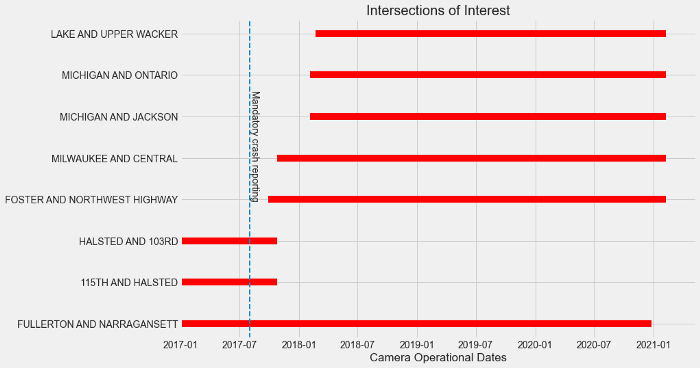 Intersections of Interest
LAKE AND UPPER WACKER
MICHIGAN AND ONTARIO
MICHIGAN AND JACKSON
MILWAUKEE AND CENTRAL
FOSTER AND NORTHWEST HIGHWAY
HALSTED AND 103RD
115TH AND HALSTED
FULLERTON AND NARRAGANSETT
Mandatory crash reporting
2017-01 2017-07 2018-01 2018-07 2019-01 2019-07 2020-01 2020-07 2021-01
Camera Operational Dates